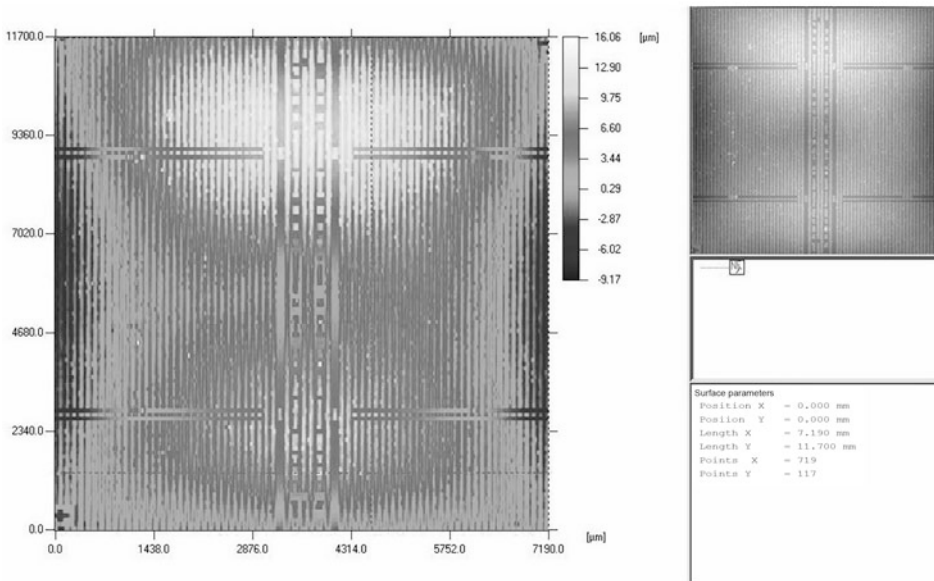 11700.0
9360.0
7020.0
4680.0
2340.0
0.0
0.0 1438.0 2876.0 4314.0 5752.0 7190.0
[µm]
16.06 [µm]
12.90
9.75
6.60
3.44
0.29
-2.87
-6.02
-9.17
Surface parameters
Position X = 0.000 mm
Posiion Y = 0.000 mm
Length X = 7.190 mm
Length Y = 11.700 mm
Points X = 719
Points Y = 117